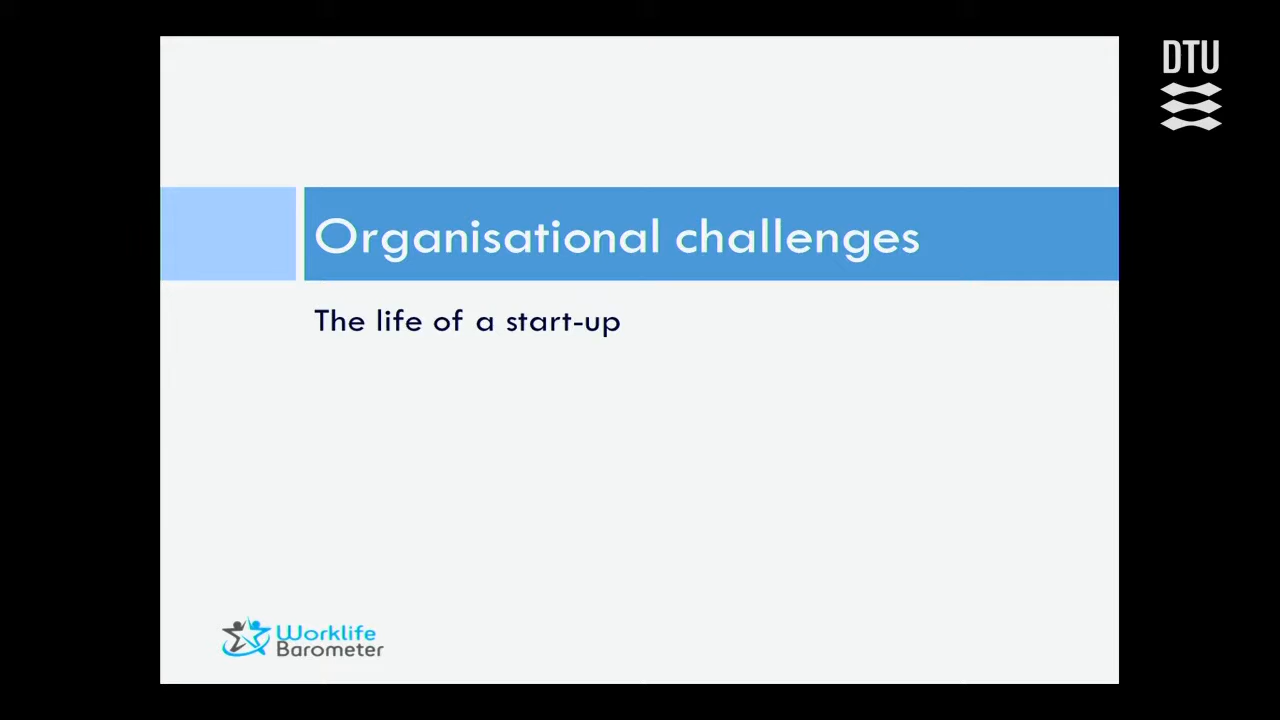 DTU
Organisational challenges
The life of a start-up
Worklife
Barometer